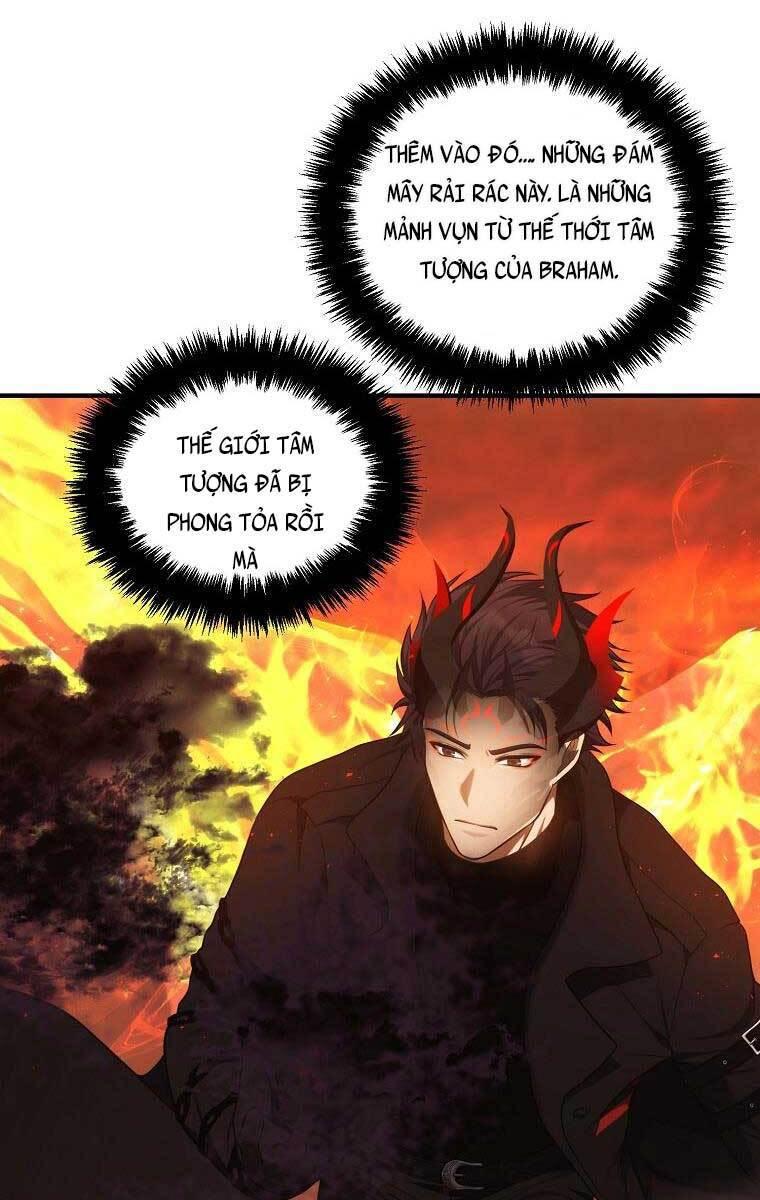 THÊM VÀO ĐÓ.... NHỮNG ĐÁM
MÂY RẢI RÁC NÀY. LÀ NHỮNG
MẢNH VỤN TỪ THẾ THỚI TÂM
TƯỢNG CỦA BRAHAM.
THẾ GIỚI TÂM
TƯỢNG ĐÃ BỊ
PHONG TỎA RỒI
MÀ